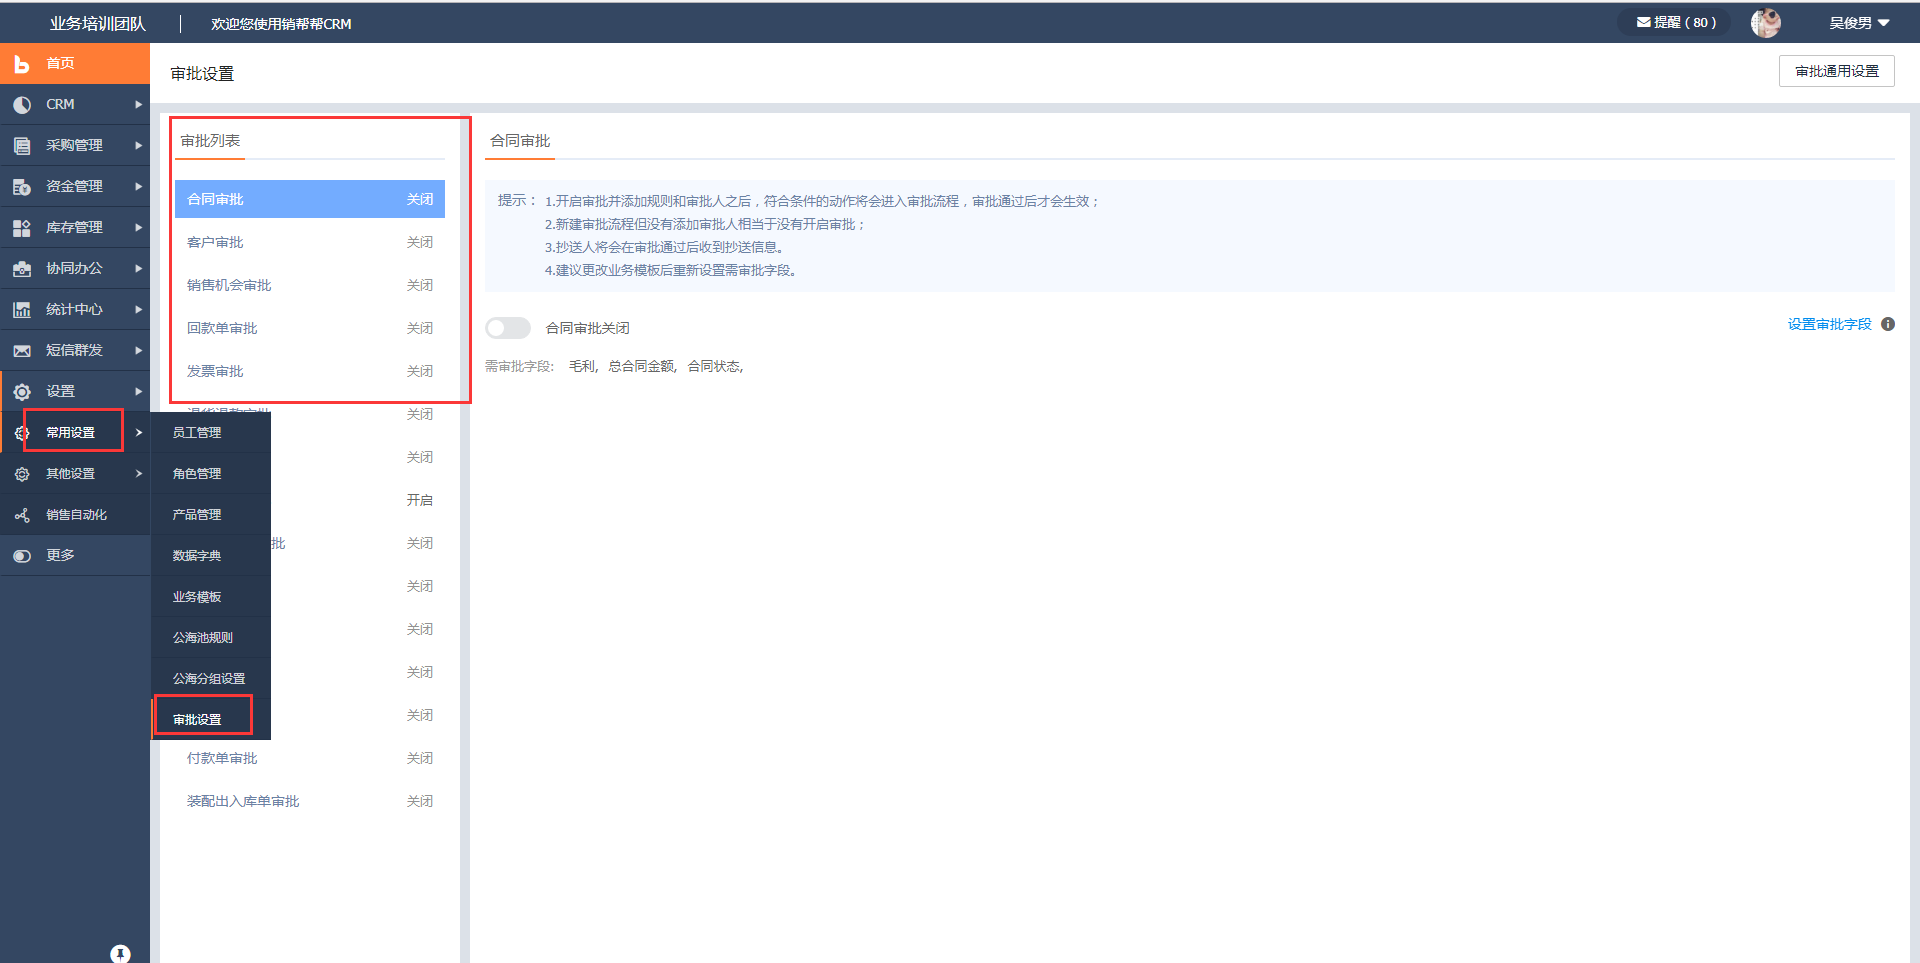 业务培训团队
欢迎您使用销帮帮CRM
提醒 ( 80 )
吴俊男
首页
CRM
采购管理
资金管理
库存管理
协同办公
统计中心
短信群发
设置
常用设置
其他设置
销售自动化
更多
员工管理
角色管理
产品管理
数据字典
业务模板
公海池规则
公海分组设置
审批设置
审批设置
审批通用设置
审批列表
合同审批 关闭
客户审批 关闭
销售机会审批 关闭
回款单审批 关闭
发票审批 关闭
关闭
关闭
开启
批 关闭
关闭
关闭
关闭
关闭
付款单审批 关闭
装配出入库单审批 关闭
合同审批
提示： 1.开启审批并添加规则和审批人之后，符合条件的动作将会进入审批流程，审批通过后才会生效；
2.新建审批流程但没有添加审批人相当于没有开启审批；
3.抄送人将会在审批通过后收到抄送信息。
4.建议更改业务模板后重新设置需审批字段。
合同审批关闭
设置审批字段
需审批字段: 毛利, 总合同金额, 合同状态,